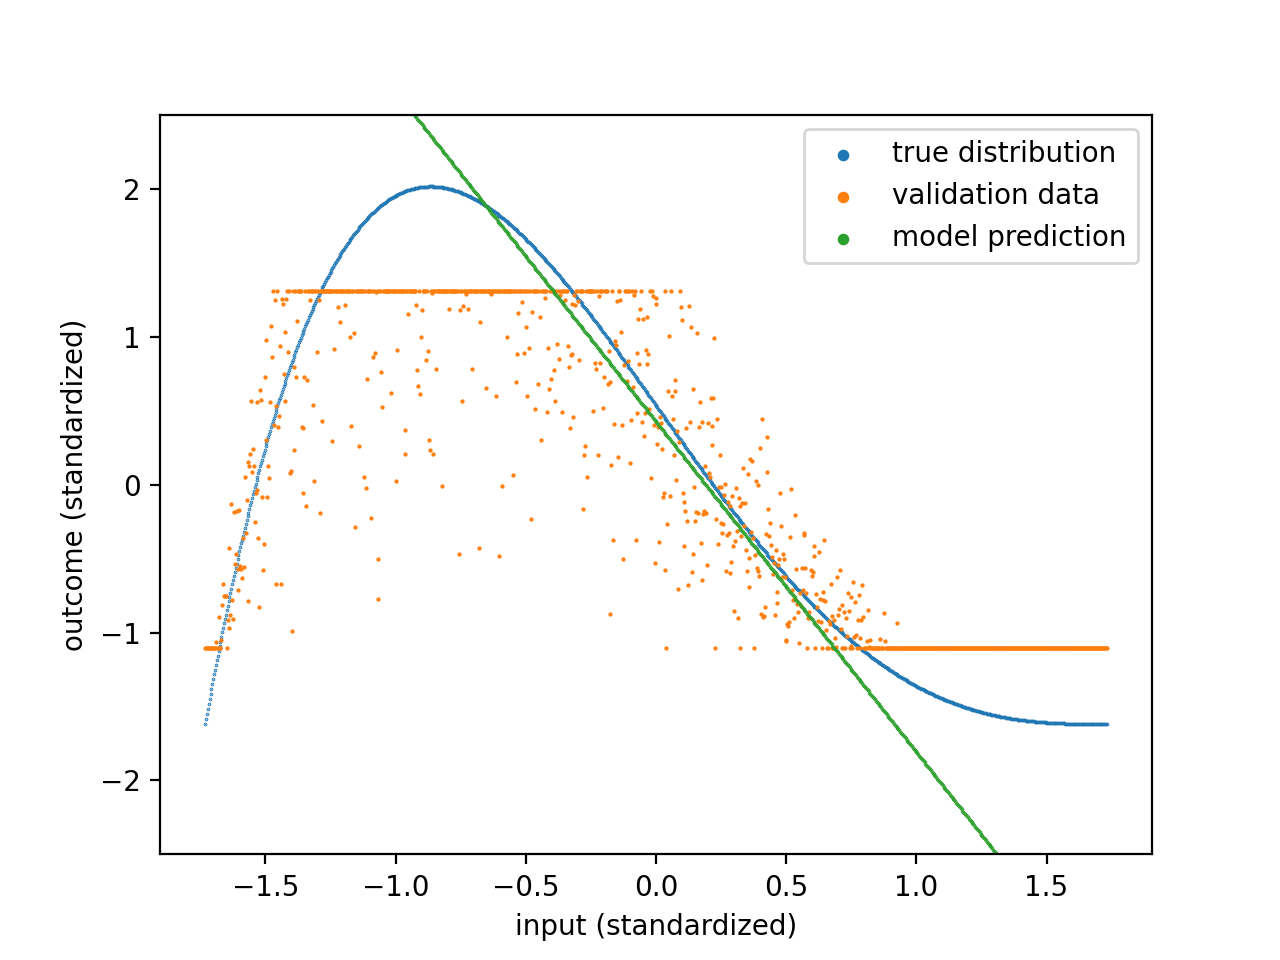 true distribution
validation data
model prediction
2
1
0
−1
−2
outcome (standardized)
−1.5 −1.0 −0.5 0.0 0.5 1.0 1.5
input (standardized)